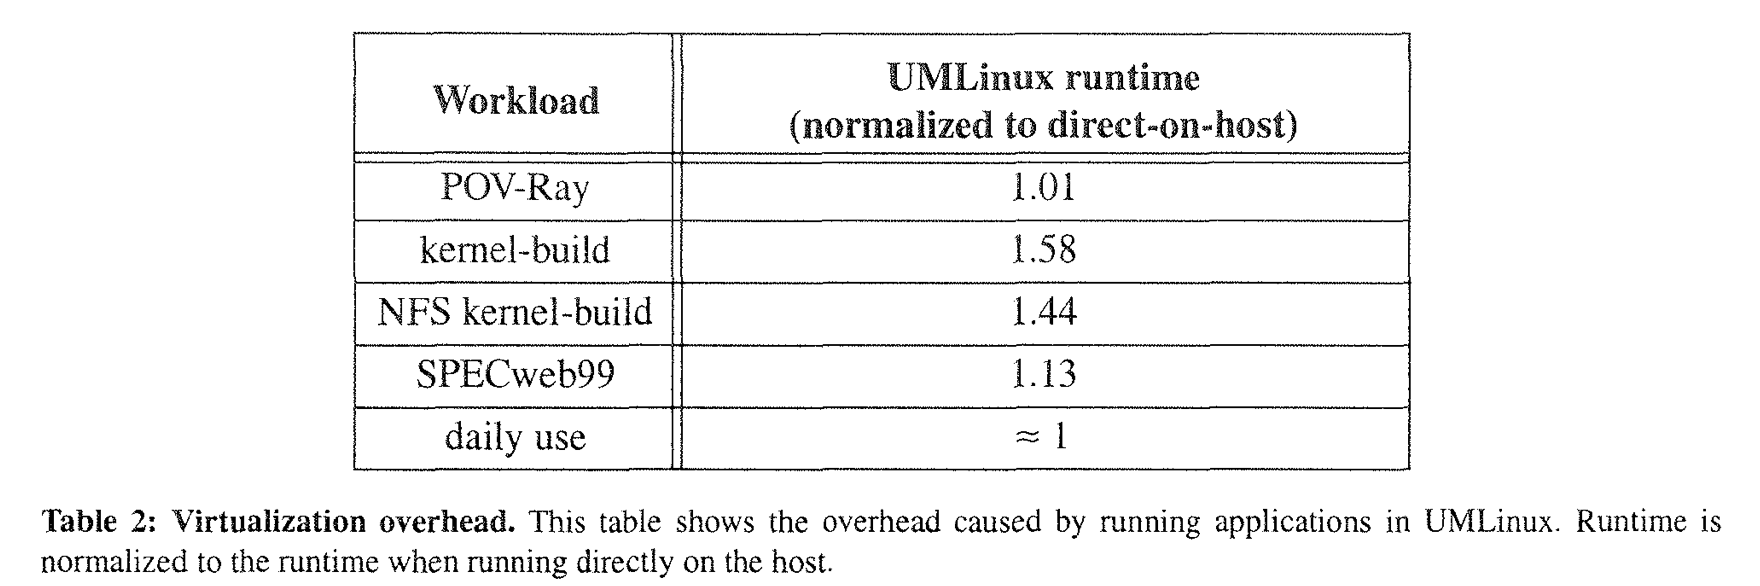 Workload UMLinux runtime
(normalized to direct-on-host)
POV-Ray 1.01
kernel-build 1.58
NFS kernel-build 1.44
SPECweb99 1.13
daily use ≈ 1
Table 2: Virtualization overhead. This table shows the overhead caused by running applications in UMLinux. Runtime is
normalized to the runtime when running directly on the host.